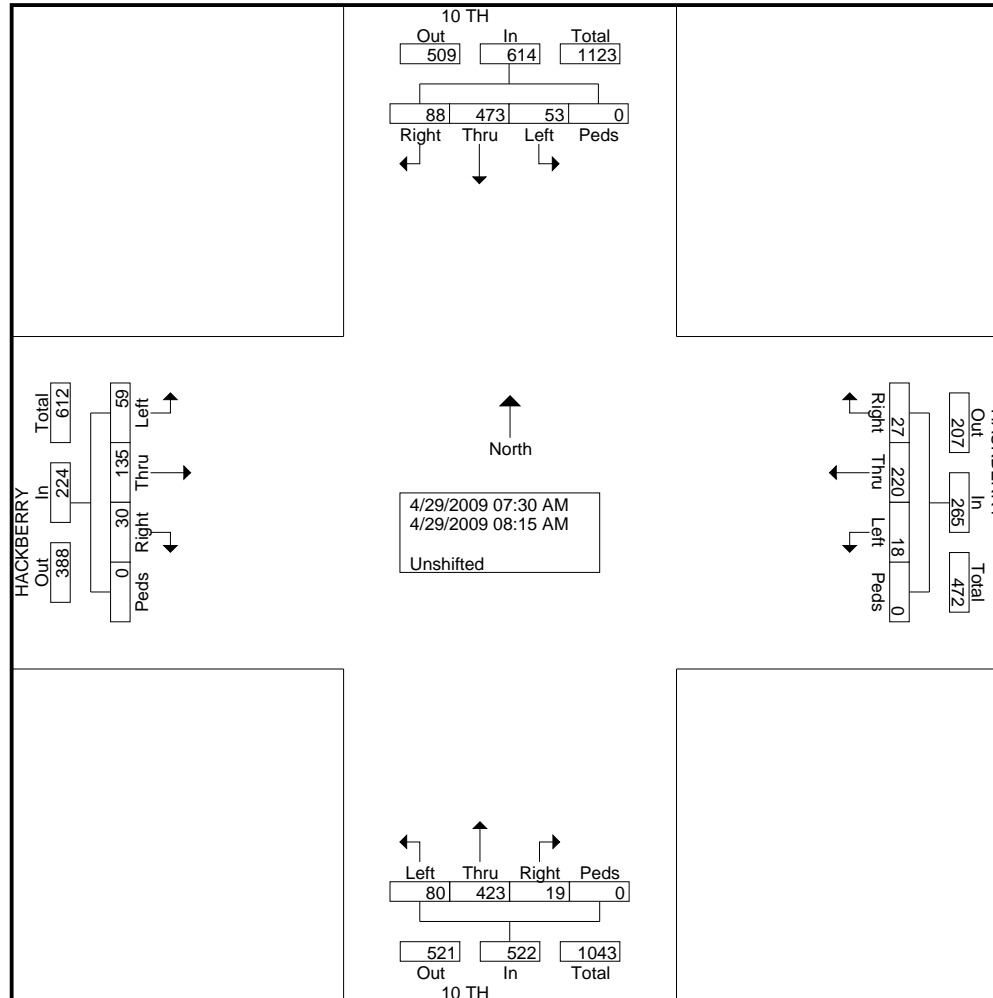 10 TH
Out In Total
509 614 1123
88 473 53 0
Right Thru Left Peds
HACKBERRY
Total In Out
612 224 388
59 135 30 0
Left Thru Right Peds
North
4/29/2009 07:30 AM
4/29/2009 08:15 AM
Unshifted
Right Thru Left Peds
27 220 18 0
Out In Total
207 265 472
Left Thru Right Peds
80 423 19 0
521 522 1043
Out In Total
10 TH